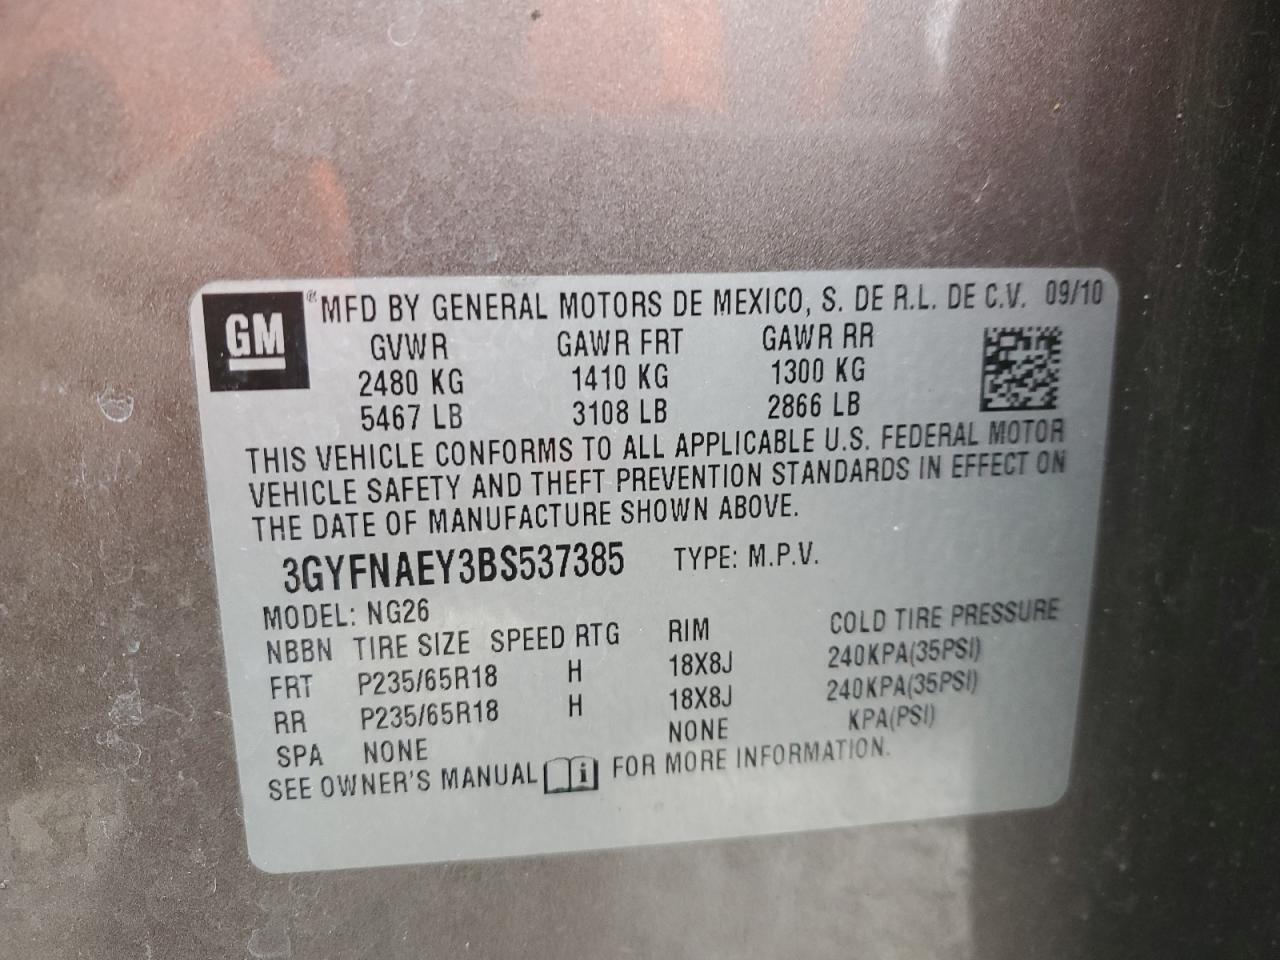 GM ® MFD BY GENERAL MOTORS DE MEXICO, S. DE R.L. DE C.V. 09/10
GVWR GAWR FRT GAWR RR
2480 KG 1410 KG 1300 KG
5467 LB 3108 LB 2866 LB
THIS VEHICLE CONFORMS TO ALL APPLICABLE U.S. FEDERAL MOTOR
VEHICLE SAFETY AND THEFT PREVENTION STANDARDS IN EFFECT ON
THE DATE OF MANUFACTURE SHOWN ABOVE.
3GYFNAEY3BS537385 TYPE: M.P.V.
MODEL: NG26
NBBN TIRE SIZE SPEED RTG RIM COLD TIRE PRESSURE
FRT P235/65R18 H 18X8J 240KPA(35PSI)
RR P235/65R18 H 18X8J 240KPA(35PSI)
SPA NONE NONE KPA(PSI)
SEE OWNER'S MANUAL i FOR MORE INFORMATION.